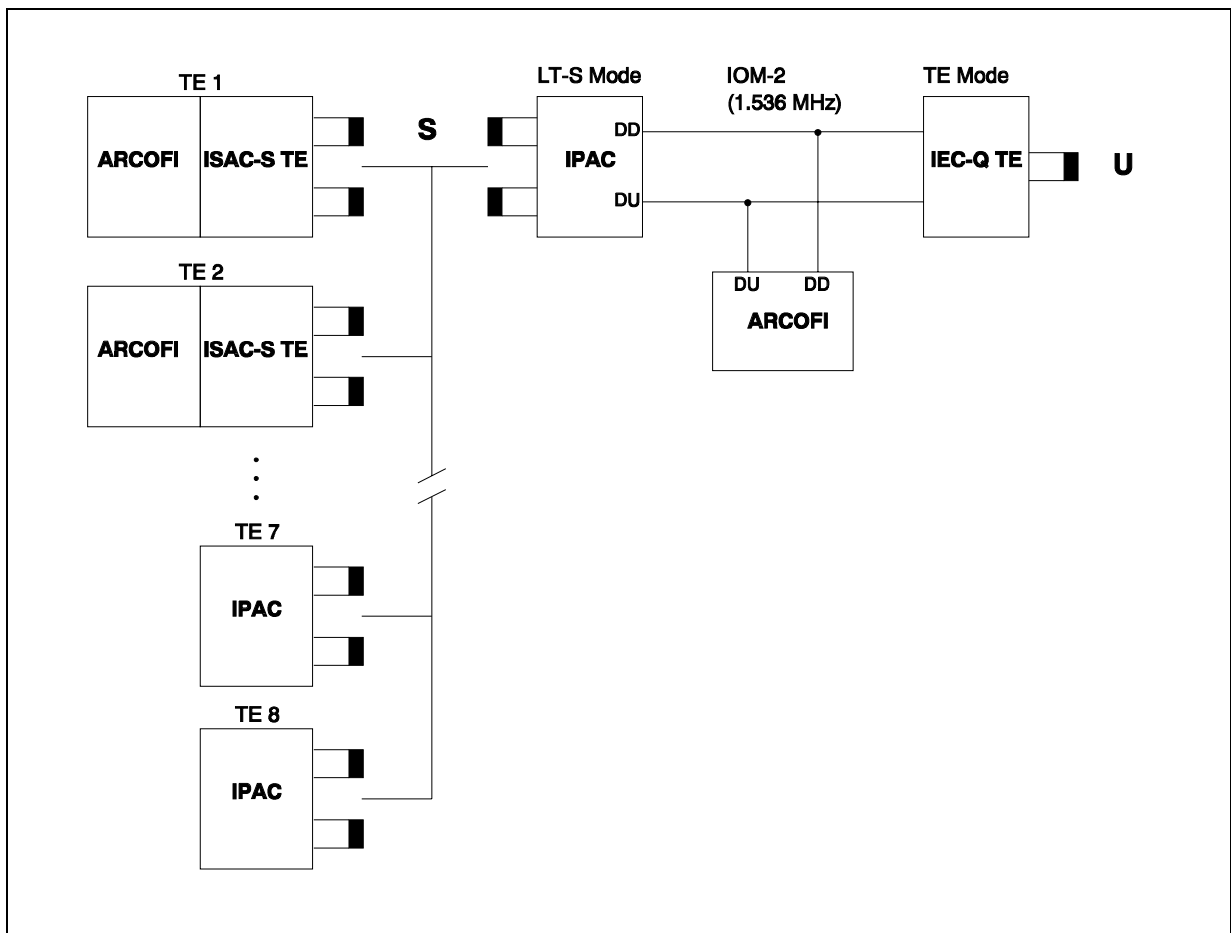 TE 1
ARCOFI
ISAC-S TE
S
LT-S Mode
DD
IPAC
DU
IOM-2
(1.536 MHz)
TE Mode
IEC-Q TE
U
DU
DD
ARCOFI
TE 2
ARCOFI
ISAC-S TE
TE 7
IPAC
TE 8
IPAC